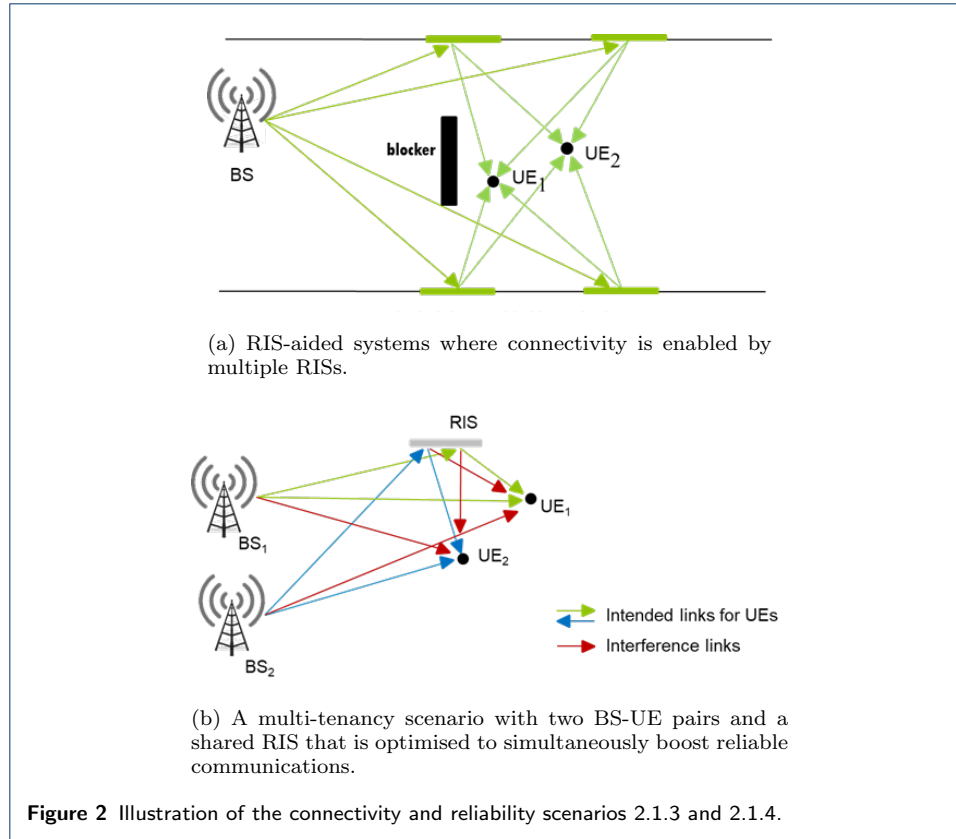 BS
blocker
UE1
UE2
(a) RIS-aided systems where connectivity is enabled by
multiple RISs.
RIS
BS1
UE1
UE2
BS2
Intended links for UEs
Interference links
(b) A multi-tenancy scenario with two BS-UE pairs and a
shared RIS that is optimised to simultaneously boost reliable
communications.
Figure 2 Illustration of the connectivity and reliability scenarios 2.1.3 and 2.1.4.